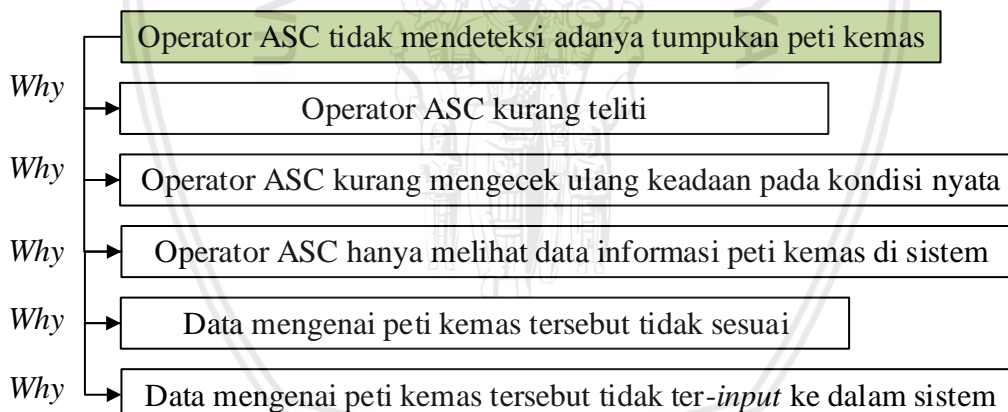 Operator ASC tidak mendeteksi adanya tumpukan peti kemas
Why
Operator ASC kurang teliti
Why
Operator ASC kurang mengecek ulang keadaan pada kondisi nyata
Why
Operator ASC hanya melihat data informasi peti kemas di sistem
Why
Data mengenai peti kemas tersebut tidak sesuai
Why
Data mengenai peti kemas tersebut tidak ter-input ke dalam sistem